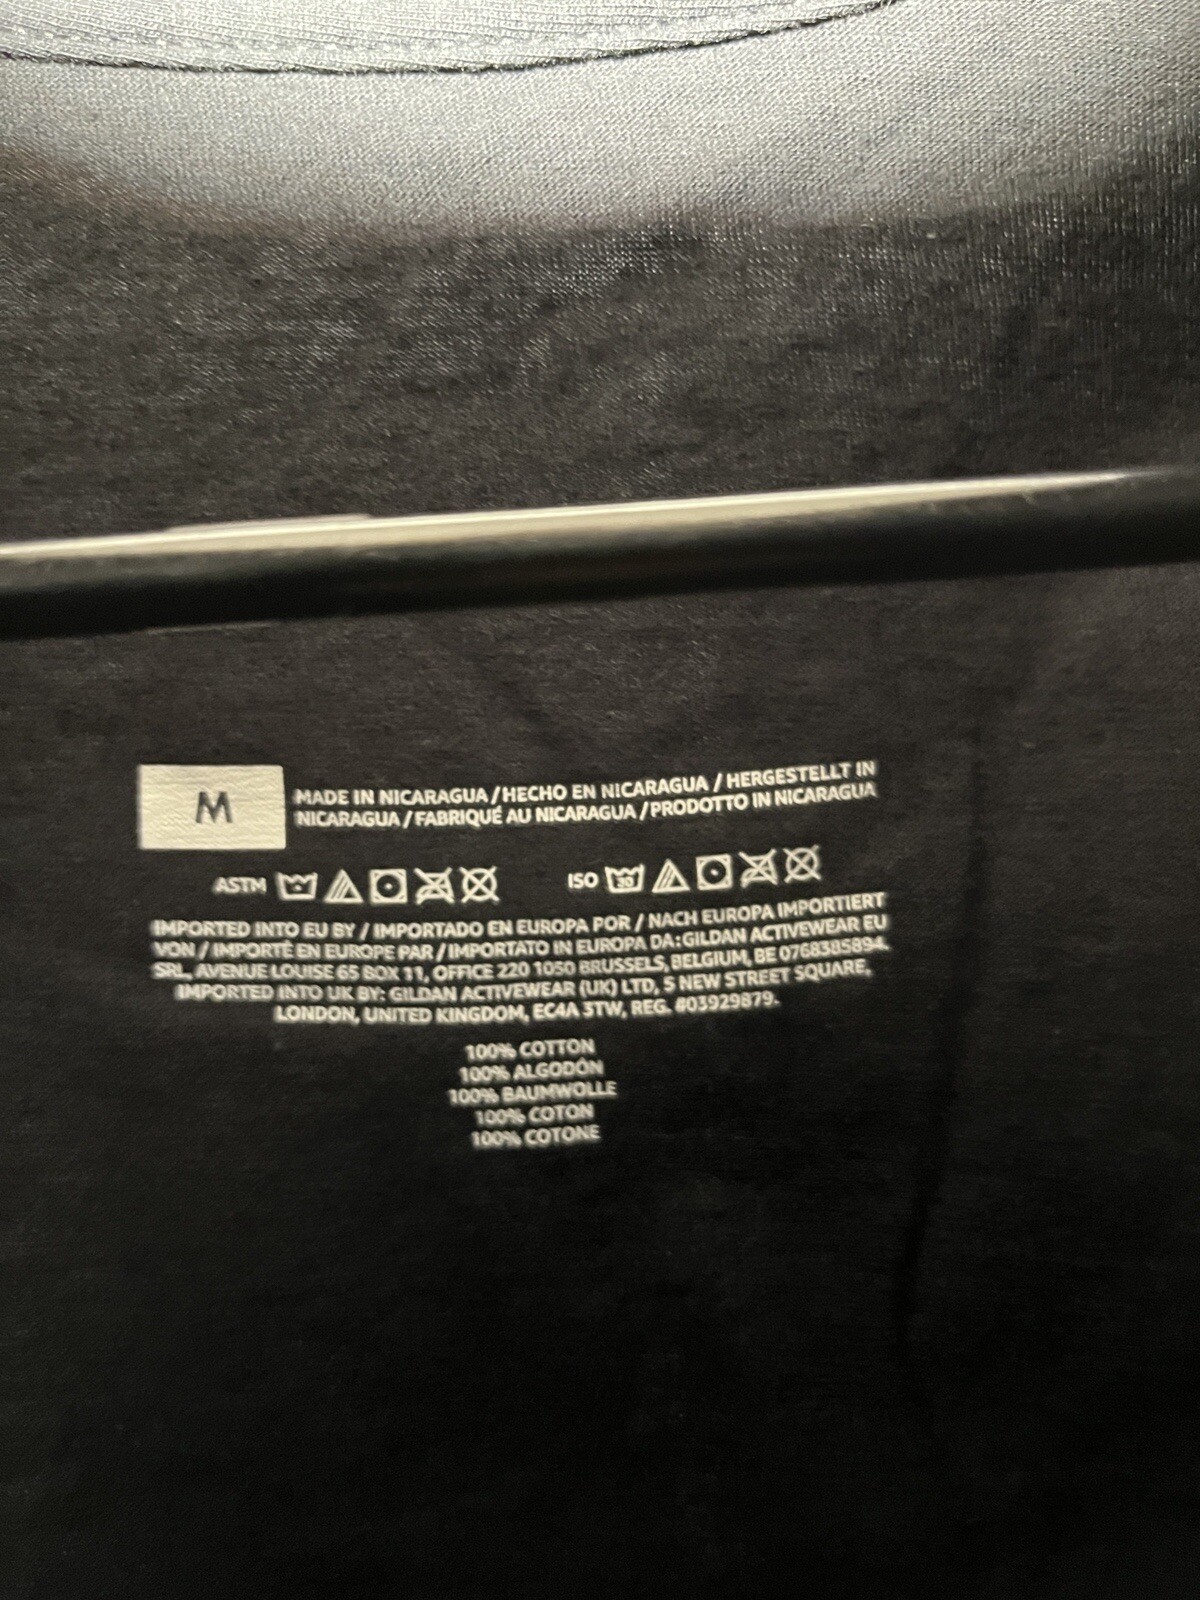 M
MADE IN NICARAGUA / HECHO EN NICARAGUA / HERGESTELLT IN
NICARAGUA / FABRIQUÉ AU NICARAGUA / PRODOTTO IN NICARAGUA
ASTM ISO 30
IMPORTED INTO EU BY / IMPORTADO EN EUROPA POR / NACH EUROPA IMPORTIERT
VON / IMPORTÉ EN EUROPE PAR / IMPORTATO IN EUROPA DA: GILDAN ACTIVEWEAR EU
SRL, AVENUE LOUISE 65 BOX 11, OFFICE 220 1050 BRUSSELS, BELGIUM, BE 0768385894.
IMPORTED INTO UK BY: GILDAN ACTIVEWEAR (UK) LTD, 5 NEW STREET SQUARE,
LONDON, UNITED KINGDOM, EC4A 3TW, REG. #03929879.
100% COTTON
100% ALGODÓN
100% BAUMWOLLE
100% COTON
100% COTONE